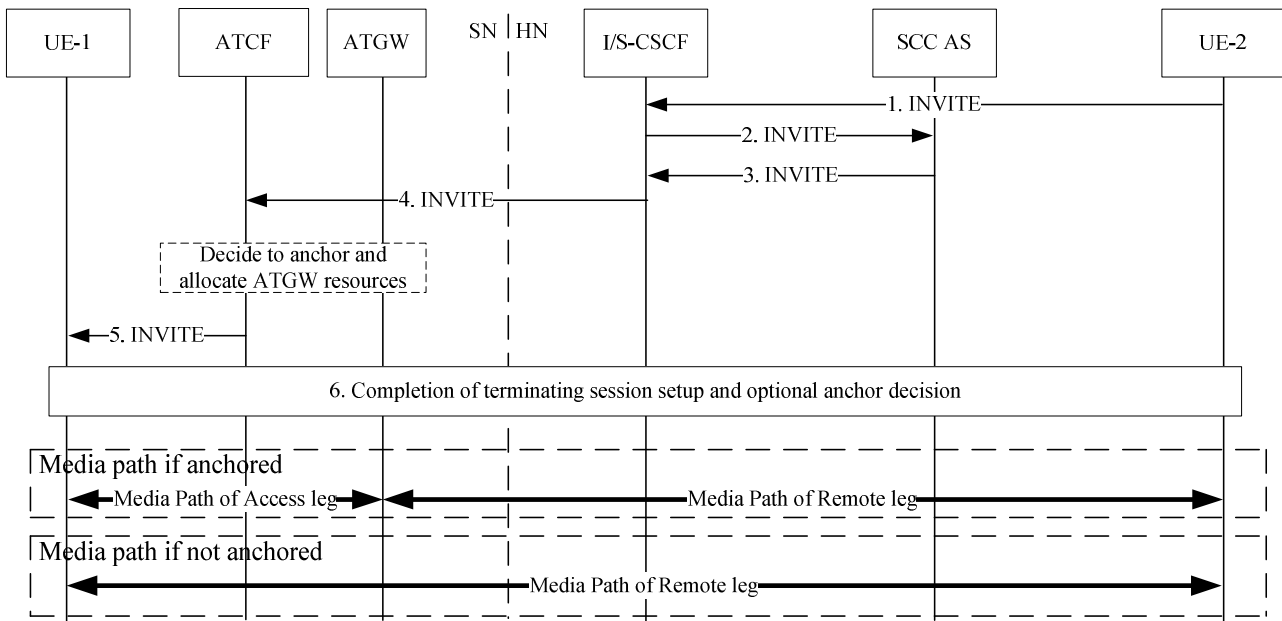 UE-1
ATCF
ATGW
SN
HN
I/S-CSCF
SCC AS
UE-2
1. INVITE
2. INVITE
3. INVITE
4. INVITE
Decide to anchor and
allocate ATGW resources
5. INVITE
6. Completion of terminating session setup and optional anchor decision
Media path if anchored
Media Path of Access leg
Media Path of Remote leg
Media path if not anchored
Media Path of Remote leg